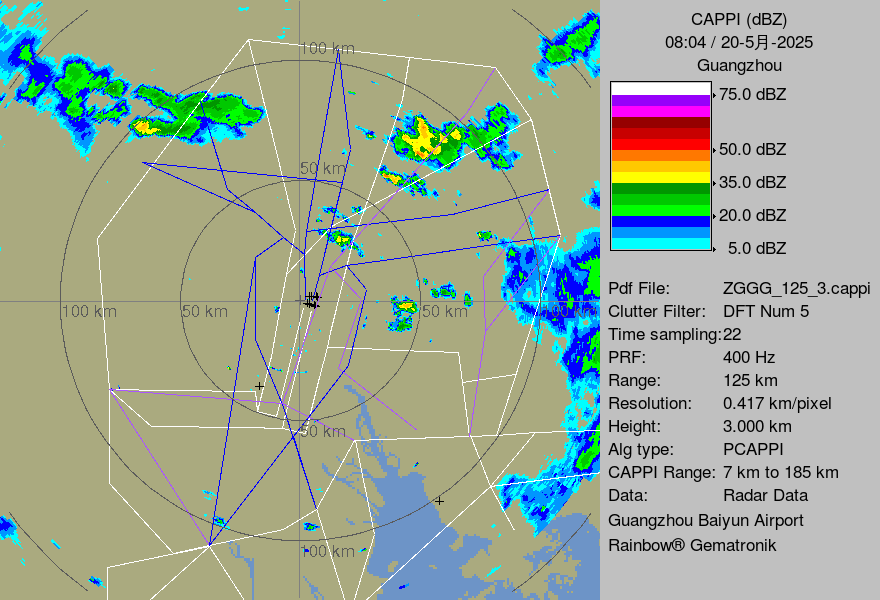 CAPPI (dBZ)
08:04 / 20-5月-2025
Guangzhou
75.0 dBZ
50.0 dBZ
35.0 dBZ
20.0 dBZ
5.0 dBZ
Pdf File: ZGGG_125_3.cappi
Clutter Filter: DFT Num 5
Time sampling:22
PRF: 400 Hz
Range: 125 km
Resolution: 0.417 km/pixel
Height: 3.000 km
Alg type: PCAPPI
CAPPI Range: 7 km to 185 km
Data: Radar Data
Guangzhou Baiyun Airport
Rainbow® Gematronik
100 km
50 km
100 km
50 km
50 km
100 km
50 km
100 km